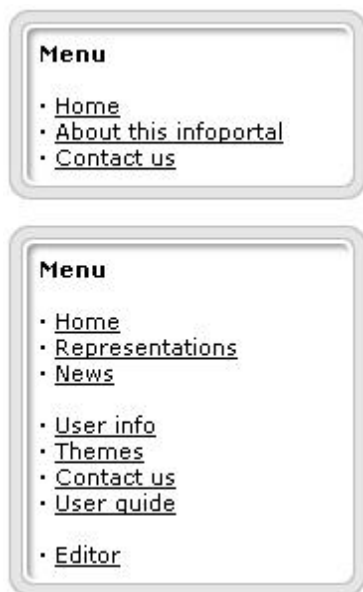 Menu
· Home
· About this infoportal
· Contact us
Menu
· Home
· Representations
· News
· User info
· Themes
· Contact us
· User guide
· Editor